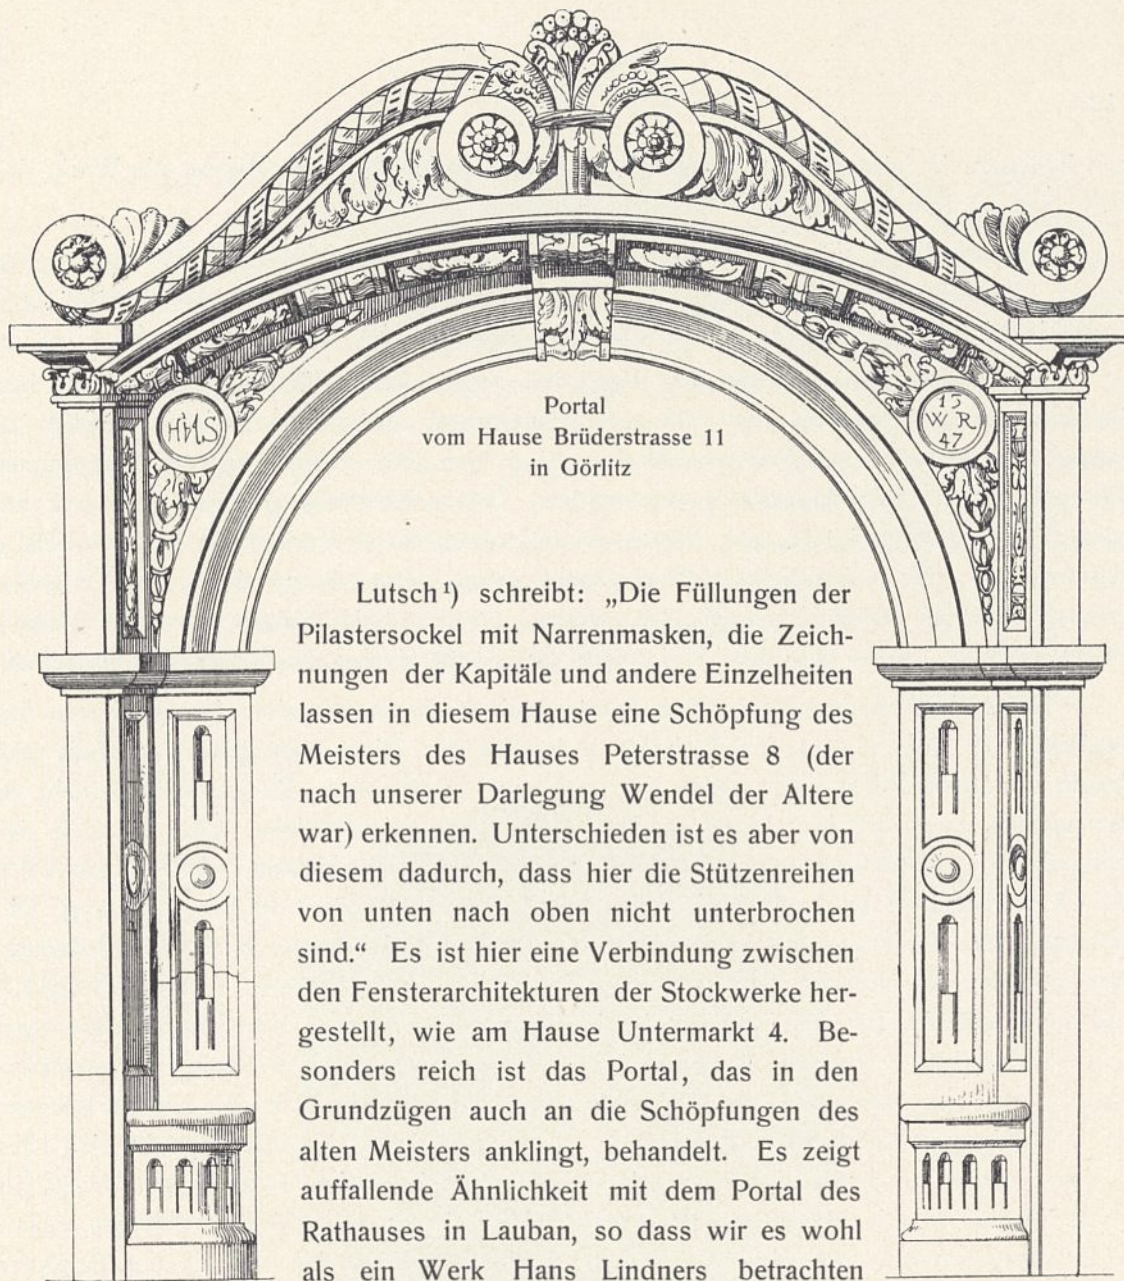 Portal
vom Hause Brüderstrasse 11
in Görlitz
15
W R
47
Lutsch¹) schreibt: „Die Füllungen der
Pilastersockel mit Narrenmasken, die Zeich-
nungen der Kapitäle und andere Einzelheiten
lassen in diesem Hause eine Schöpfung des
Meisters des Hauses Peterstrasse 8 (der
nach unserer Darlegung Wendel der Altere
war) erkennen. Unterschieden ist es aber von
diesem dadurch, dass hier die Stützenreihen
von unten nach oben nicht unterbrochen
sind.“ Es ist hier eine Verbindung zwischen
den Fensterarchitekturen der Stockwerke her-
gestellt, wie am Hause Untermarkt 4. Be-
sonders reich ist das Portal, das in den
Grundzügen auch an die Schöpfungen des
alten Meisters anklingt, behandelt. Es zeigt
auffallende Ähnlichkeit mit dem Portal des
Rathauses in Lauban, so dass wir es wohl
als ein Werk Hans Lindners betrachten